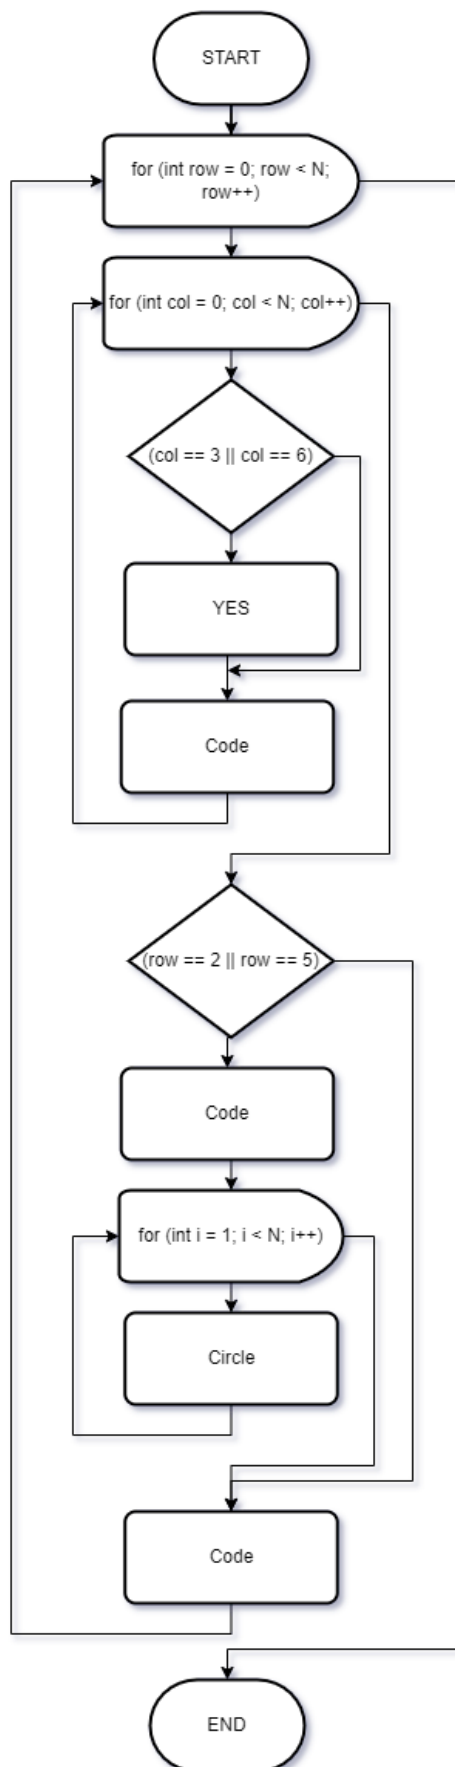 START
for (int row = 0; row < N;
row++)
for (int col = 0; col < N; col++)
(col == 3 || col == 6)
YES
Code
(row == 2 || row == 5)
Code
for (int i = 1; i < N; i++)
Circle
Code
END